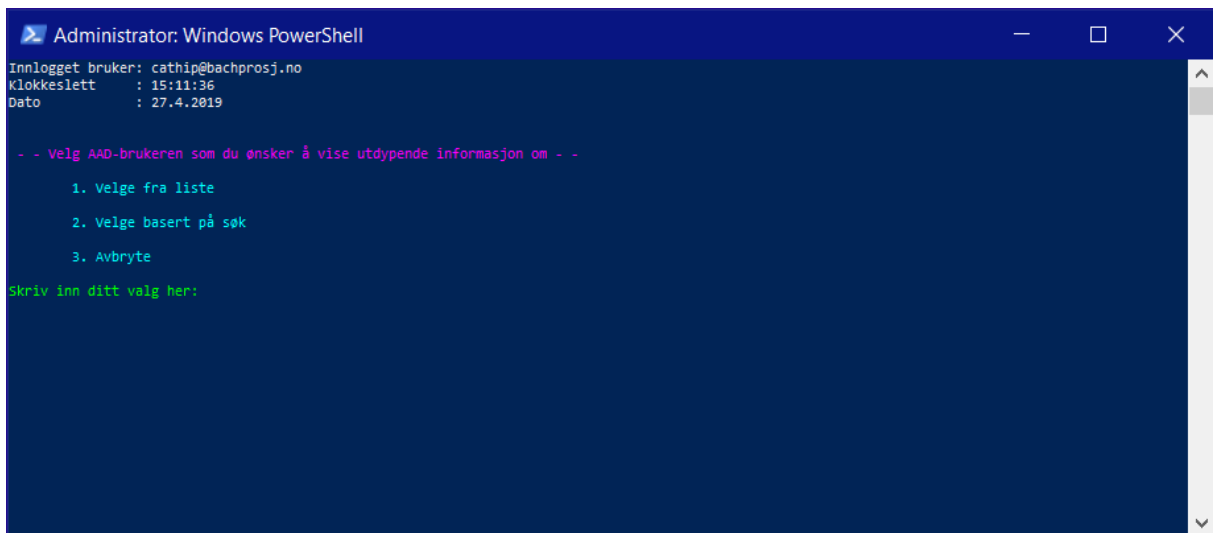 Administrator: Windows PowerShell
Innlogget bruker: cathip@bachprosj.no
Klokkeslett     : 15:11:36
Dato            : 27.4.2019
- - Velg AAD-brukeren som du ønsker å vise utdypende informasjon om - -
1. Velge fra liste
2. Velge basert på søk
3. Avbryte
Skriv inn ditt valg her: